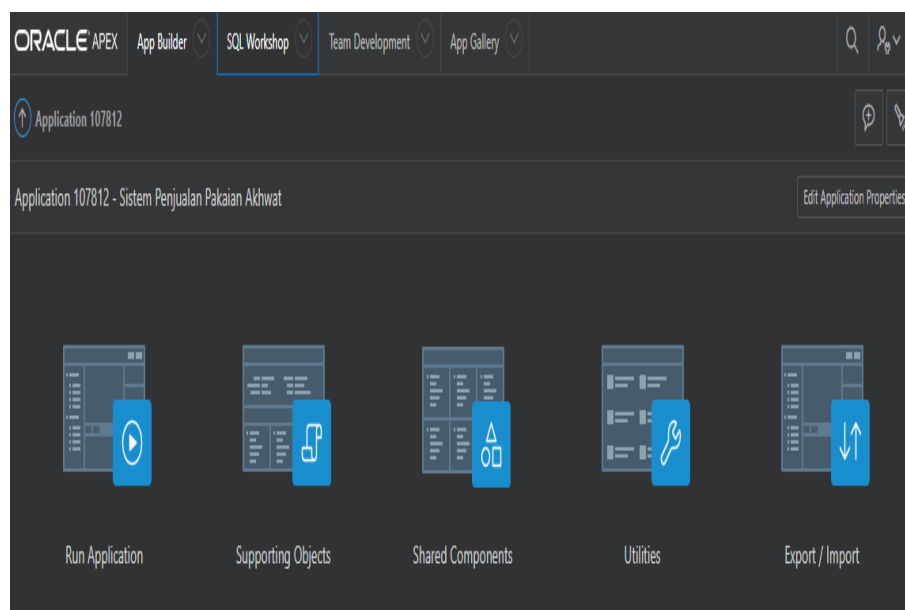 ORACLE APEX App Builder SQL Workshop Team Development App Gallery
Application 107812
Application 107812 - Sistem Penjualan Pakaian Akhwat Edit Application Properties
Run Application Supporting Objects Shared Components Utilities Export / Import